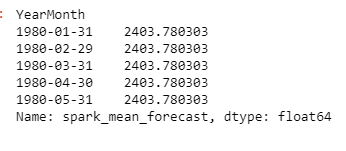 : YearMonth
1980-01-31    2403.780303
1980-02-29    2403.780303
1980-03-31    2403.780303
1980-04-30    2403.780303
1980-05-31    2403.780303
Name: spark_mean_forecast, dtype: float64